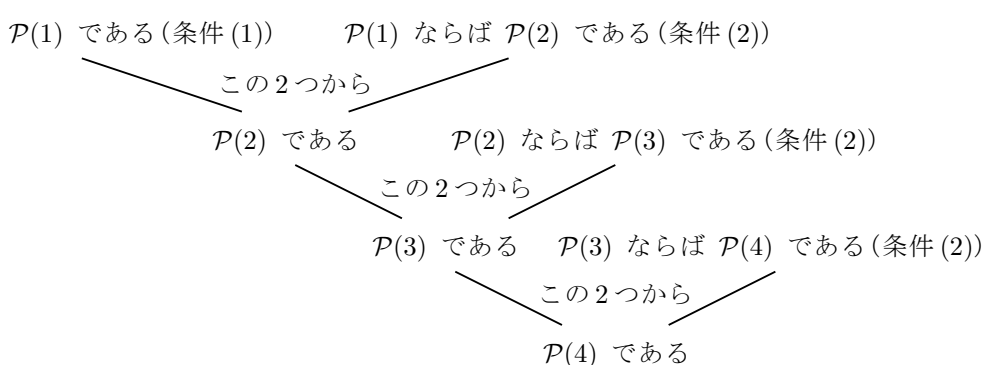 𝒫(1) である(条件(1)) 𝒫(1) ならば 𝒫(2) である(条件(2))
この2つから
𝒫(2) である 𝒫(2) ならば 𝒫(3) である(条件(2))
この2つから
𝒫(3) である 𝒫(3) ならば 𝒫(4) である(条件(2))
この2つから
𝒫(4) である